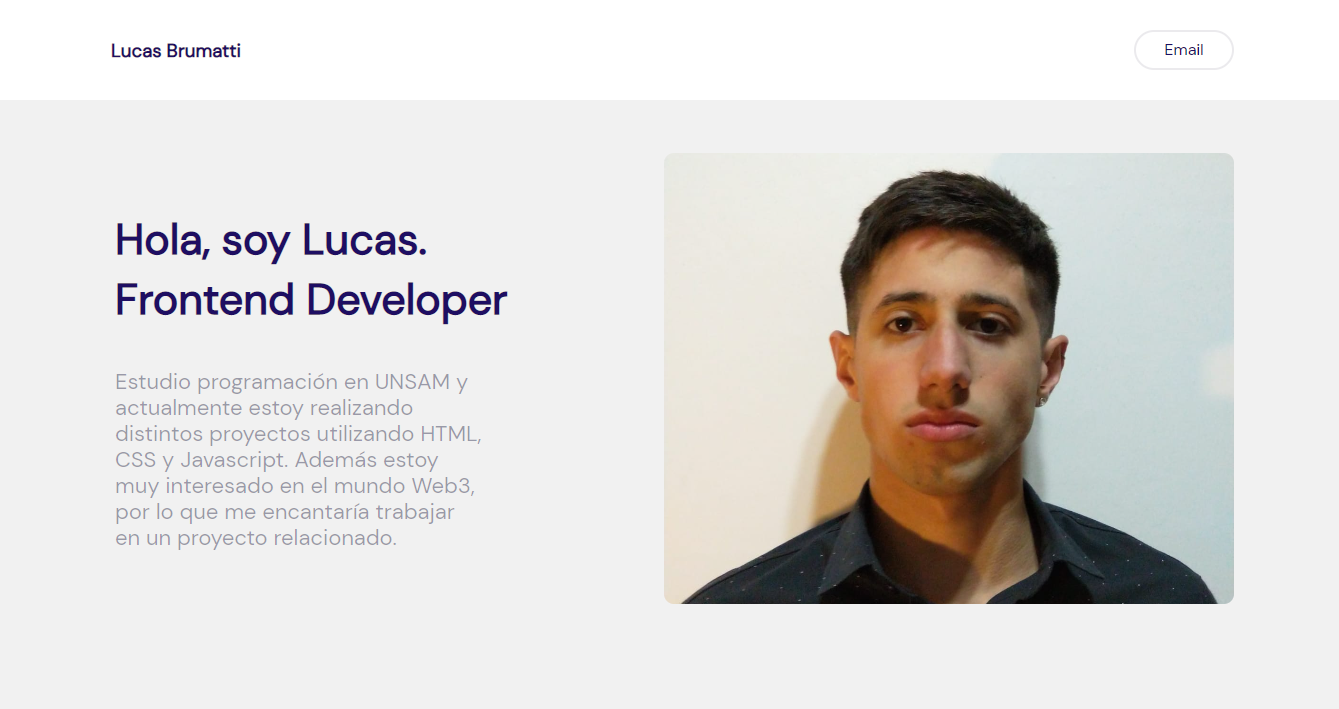 Lucas Brumatti
Email
Hola, soy Lucas.
Frontend Developer
Estudio programación en UNSAM y
actualmente estoy realizando
distintos proyectos utilizando HTML,
CSS y Javascript. Además estoy
muy interesado en el mundo Web3,
por lo que me encantaría trabajar
en un proyecto relacionado.